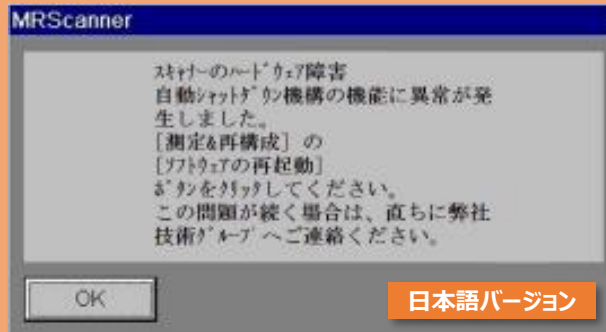 MRScanner
ｽｷｬﾅｰのﾊｰﾄﾞｳｪｱ障害
自動ｼｬｯﾄﾀﾞｳﾝ機構の機能に異常が発
生しました。
[測定&再構成] の
[ｿﾌﾄｳｪｱの再起動]
ﾎﾞﾀﾝをｸﾘｯｸしてください。
この問題が続く場合は、直ちに弊社
技術ｸﾞﾙｰﾌﾟへご連絡ください。
OK
日本語バージョン